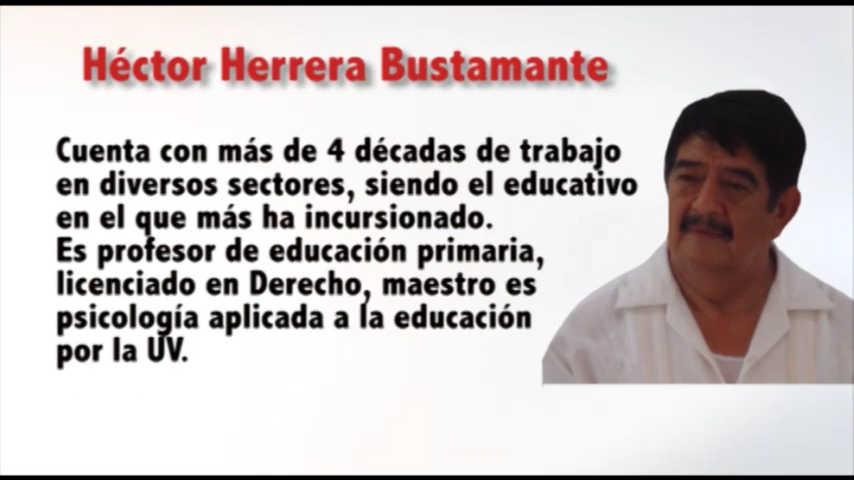 Héctor Herrera Bustamante
Cuenta con más de 4 décadas de trabajo
en diversos sectores, siendo el educativo
en el que más ha incursionado.
Es profesor de educación primaria,
licenciado en Derecho, maestro es
psicología aplicada a la educación
por la UV.